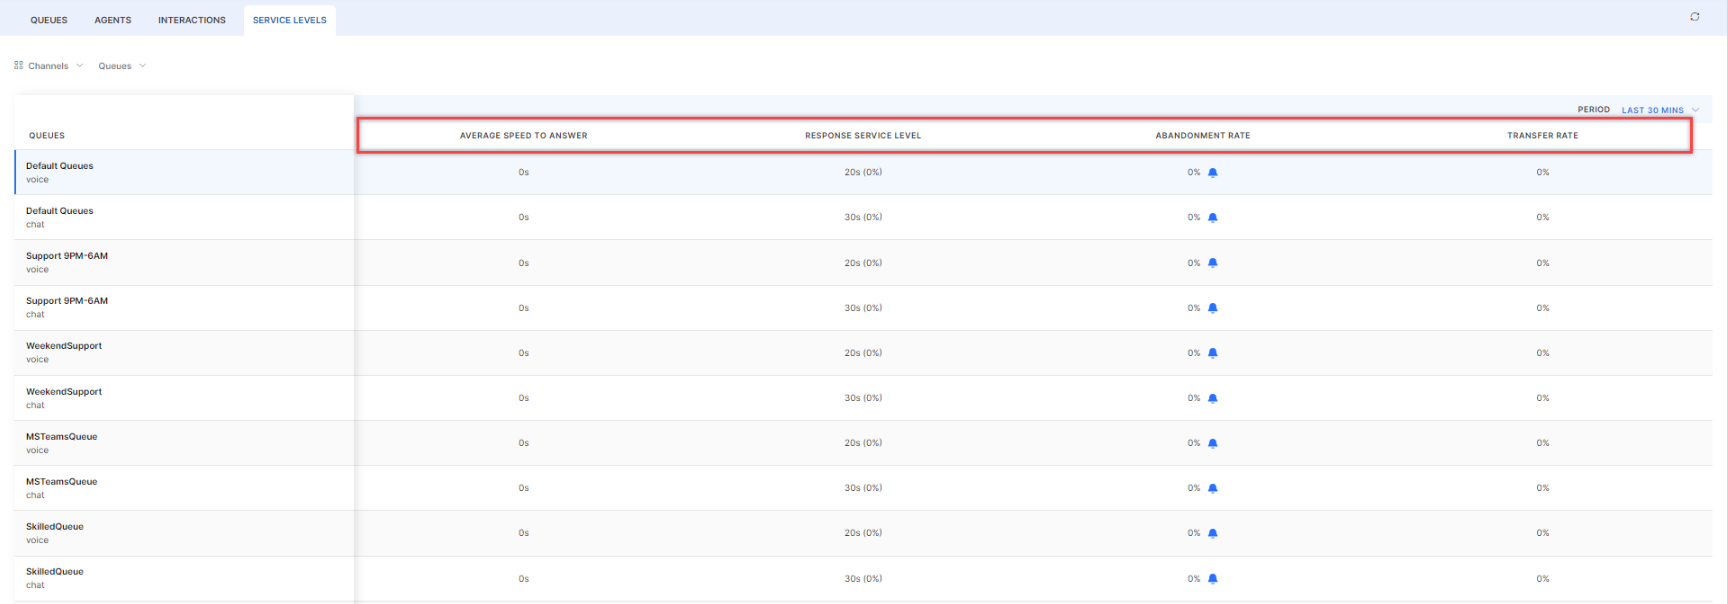 QUEUES AGENTS INTERACTIONS SERVICE LEVELS
Channels Queues
PERIOD LAST 30 MINS
QUEUES AVERAGE SPEED TO ANSWER RESPONSE SERVICE LEVEL ABANDONMENT RATE TRANSFER RATE
Default Queues
voice
0s 20s (0%) 0% 0%
Default Queues
chat
0s 30s (0%) 0% 0%
Support 9PM-6AM
voice
0s 20s (0%) 0% 0%
Support 9PM-6AM
chat
0s 30s (0%) 0% 0%
WeekendSupport
voice
0s 20s (0%) 0% 0%
WeekendSupport
chat
0s 30s (0%) 0% 0%
MSTeamsQueue
voice
0s 20s (0%) 0% 0%
MSTeamsQueue
chat
0s 30s (0%) 0% 0%
SkilledQueue
voice
0s 20s (0%) 0% 0%
SkilledQueue
chat
0s 30s (0%) 0% 0%